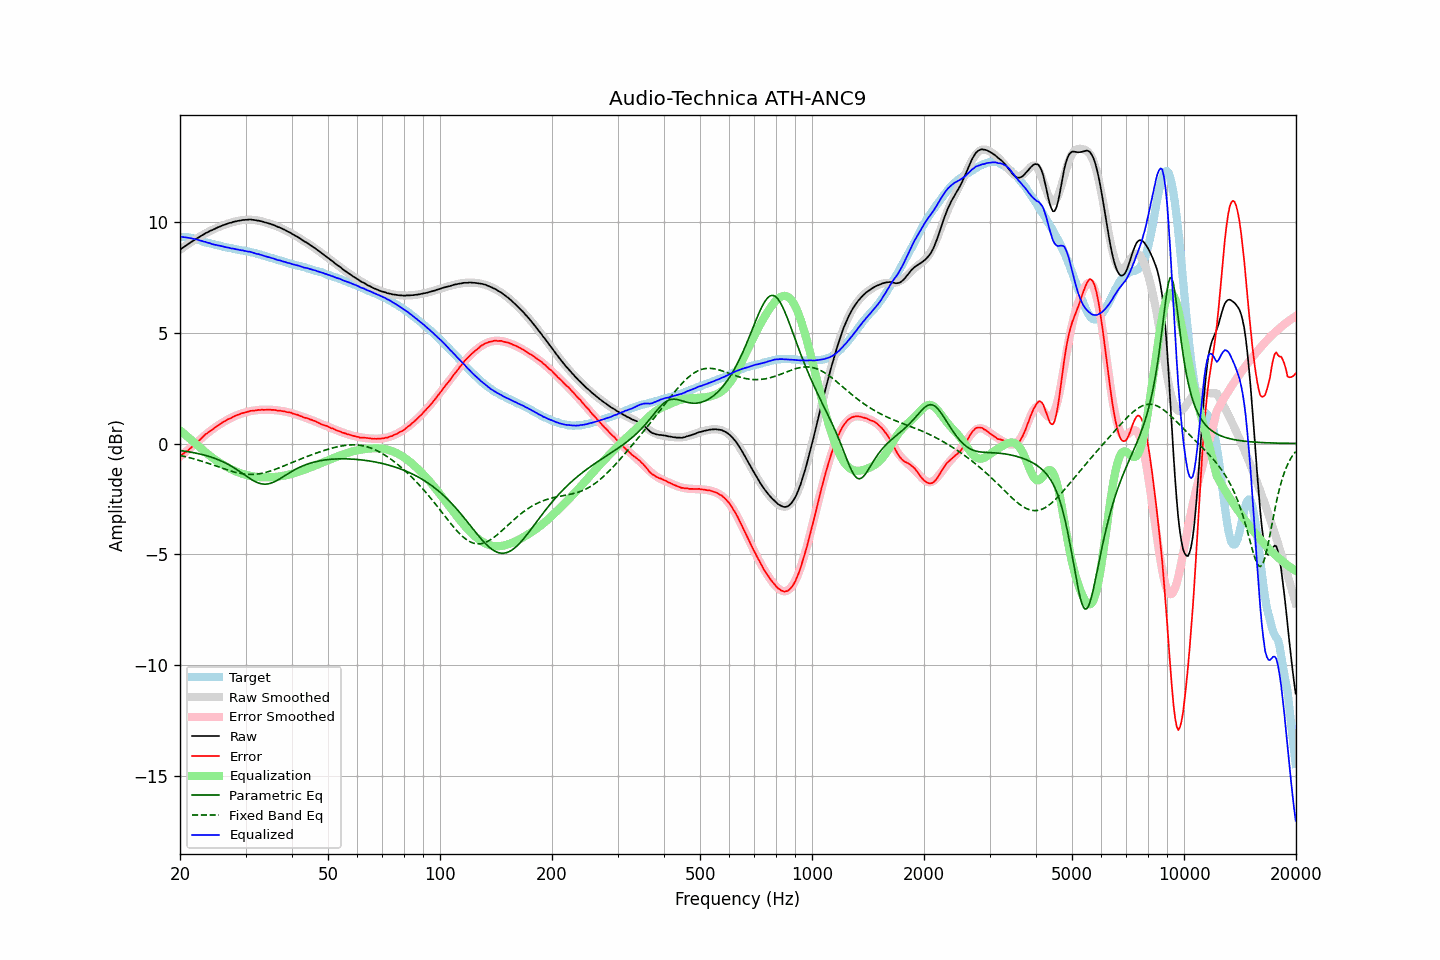 Audio-Technica ATH-ANC9
Amplitude (dBr)
10
5
0
−5
−10
−15
Target
Raw Smoothed
Error Smoothed
Raw
Error
Equalization
Parametric Eq
Fixed Band Eq
Equalized
20 50 100 200 500 1000 2000 5000 10000 20000
Frequency (Hz)